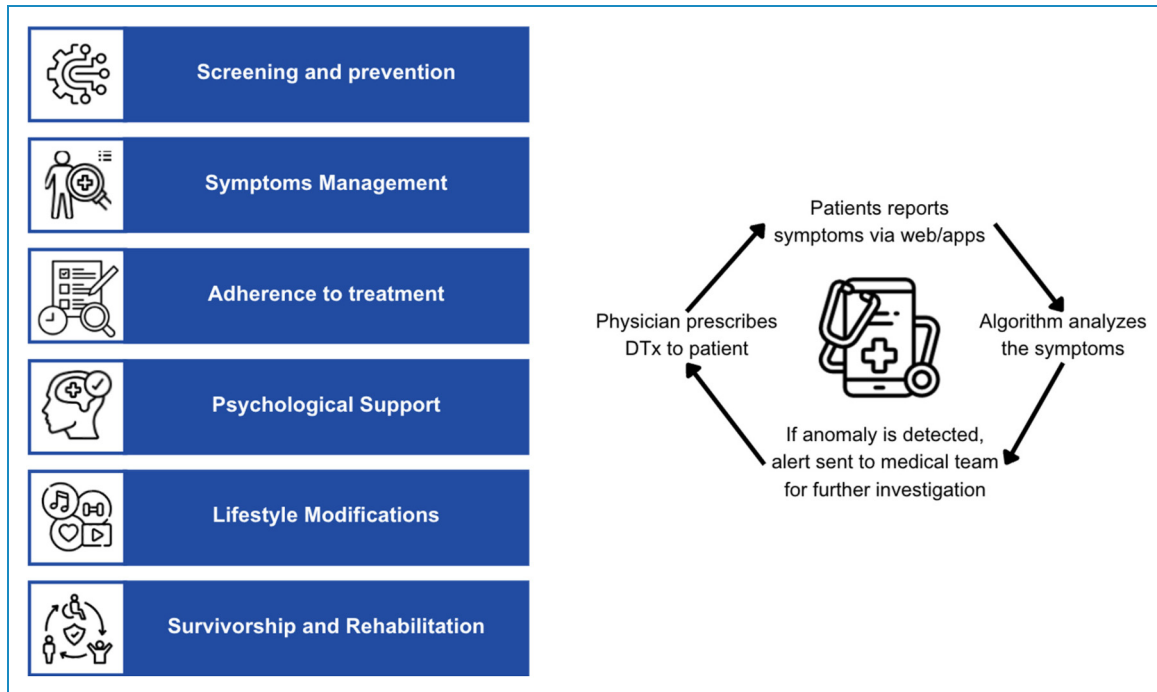 Screening and prevention
Symptoms Management
Adherence to treatment
Psychological Support
Lifestyle Modifications
Survivorship and Rehabilitation
Patients reports
symptoms via web/apps
Physician prescribes
DTx to patient
Algorithm analyzes
the symptoms
If anomaly is detected,
alert sent to medical team
for further investigation